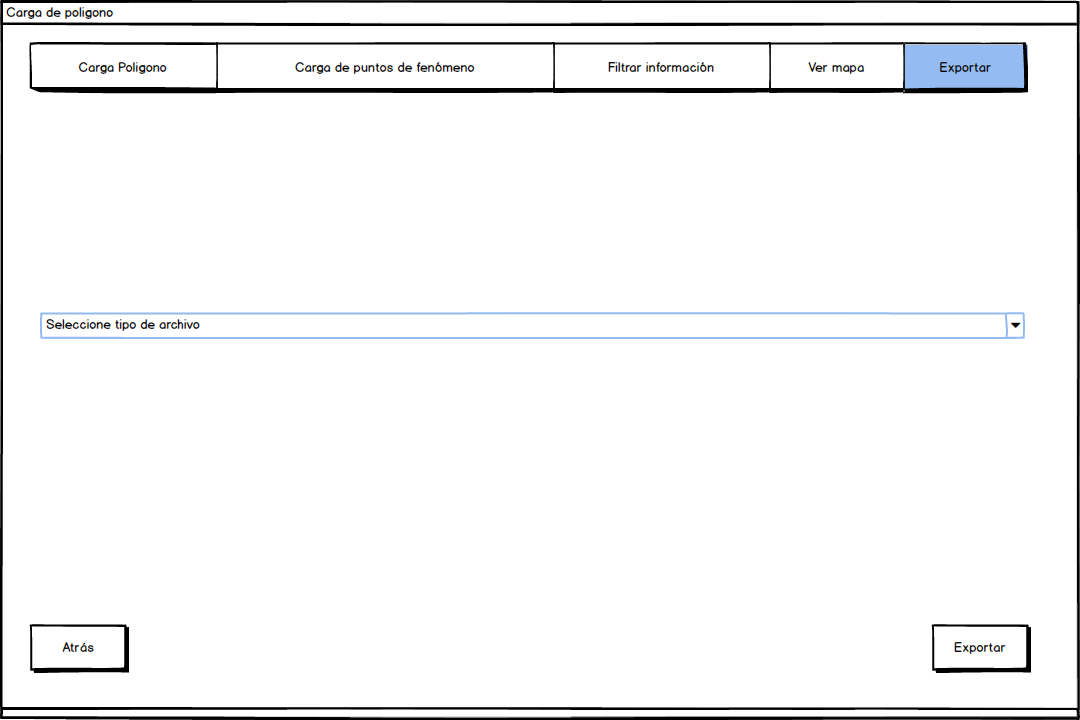 Carga de poligono
Carga Poligono
Carga de puntos de fenómeno
Filtrar información
Ver mapa
Exportar
Seleccione tipo de archivo
Atrás
Exportar